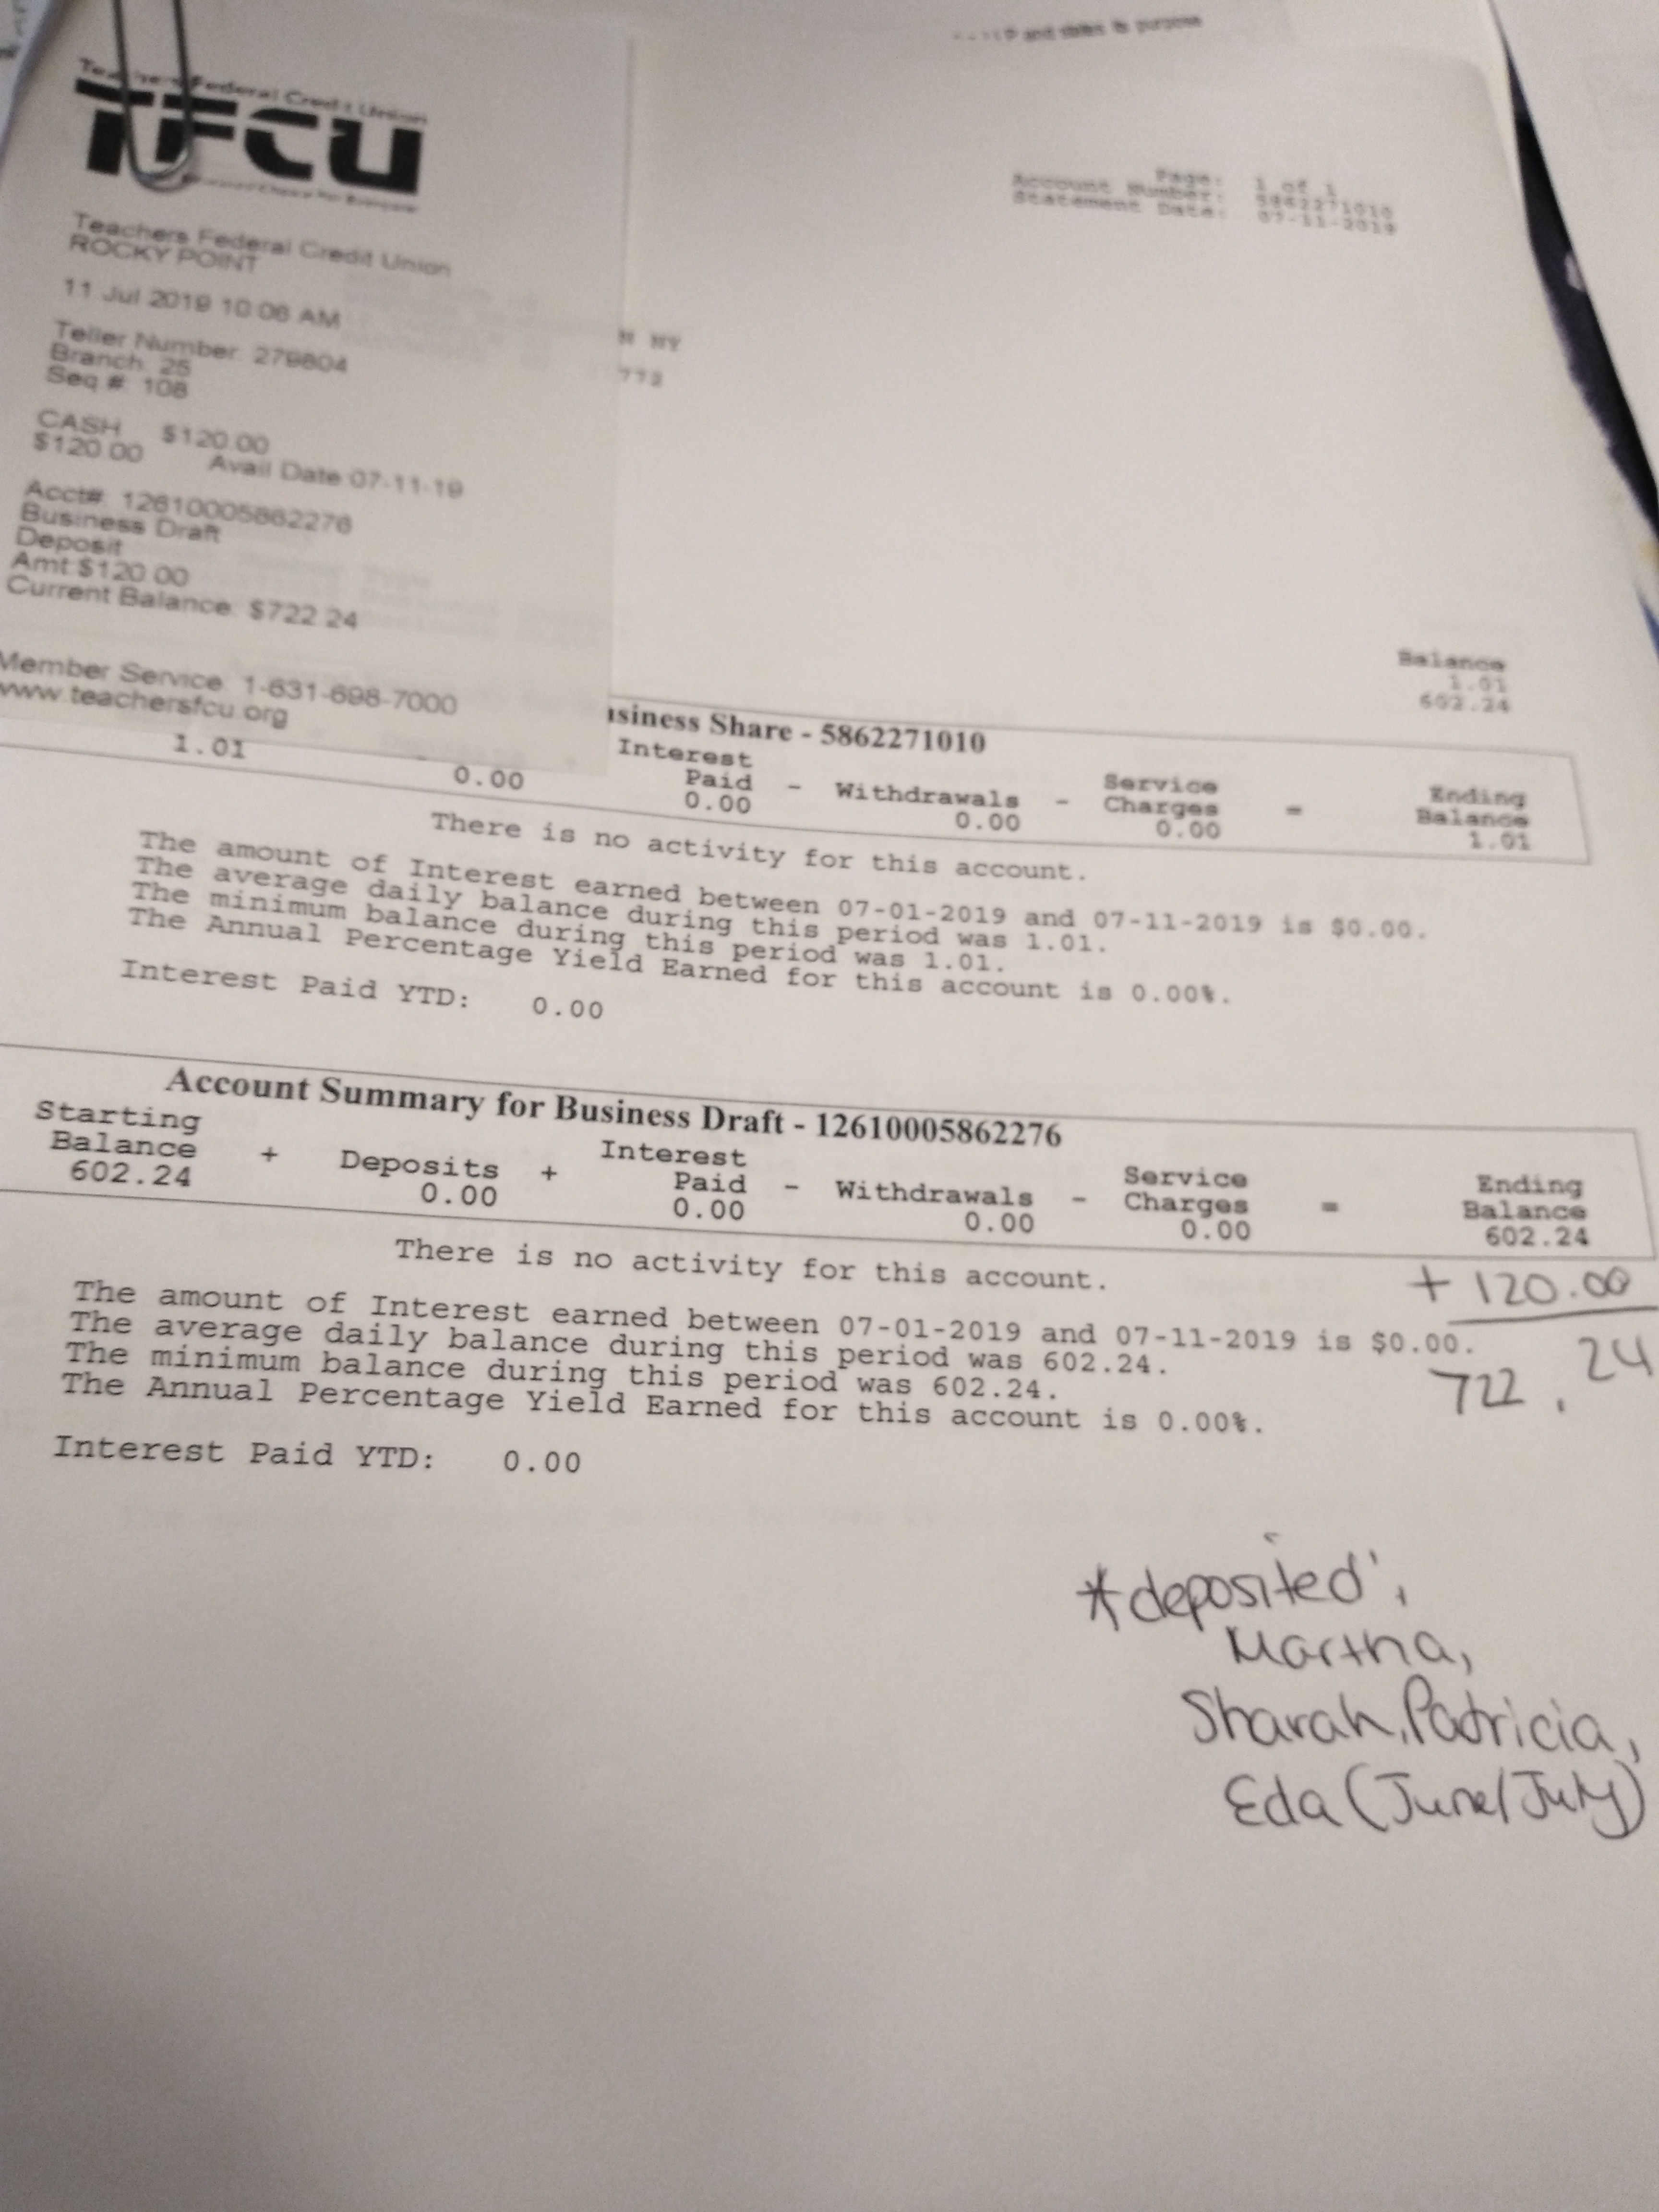 and states its purpose
Teachers Federal Credit Union
TFCU
Teachers Federal Credit Union
ROCKY POINT
11 Jul 2019 10:06 AM
Teller Number: 279804
Branch: 25
Seq #: 108
CASH $120.00
$120.00 Avail Date:07-11-19
Acct#: 12610005862276
Business Draft
Deposit
Amt:$120.00
Current Balance: $722.24
Member Service: 1-631-698-7000
www.teachersfcu.org
Page: 1 of 1
Account Number: 5862271010
Statement Date: 07-11-2019
NY
772
Balance
1.01
602.24
usiness Share - 5862271010
Interest
Paid - Withdrawals - Service Charges = Ending Balance
1.01 0.00 0.00 0.00 0.00 1.01
There is no activity for this account.
The amount of Interest earned between 07-01-2019 and 07-11-2019 is $0.00.
The average daily balance during this period was 1.01.
The minimum balance during this period was 1.01.
The Annual Percentage Yield Earned for this account is 0.00%.
Interest Paid YTD: 0.00
Account Summary for Business Draft - 12610005862276
Starting Balance + Deposits + Interest Paid - Withdrawals - Service Charges = Ending Balance
602.24 0.00 0.00 0.00 0.00 602.24
There is no activity for this account.
+ 120.00
The amount of Interest earned between 07-01-2019 and 07-11-2019 is $0.00.
The average daily balance during this period was 602.24.
The minimum balance during this period was 602.24.
722.24
The Annual Percentage Yield Earned for this account is 0.00%.
Interest Paid YTD: 0.00
*deposited:
Martha,
Sharah, Patricia,
Eda (June/July)